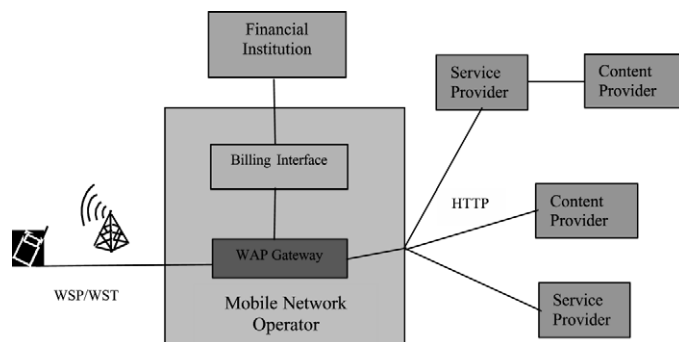 Financial
Institution
Service
Provider
Content
Provider
Billing Interface
HTTP
Content
Provider
WAP Gateway
WSP/WST
Mobile Network
Operator
Service
Provider